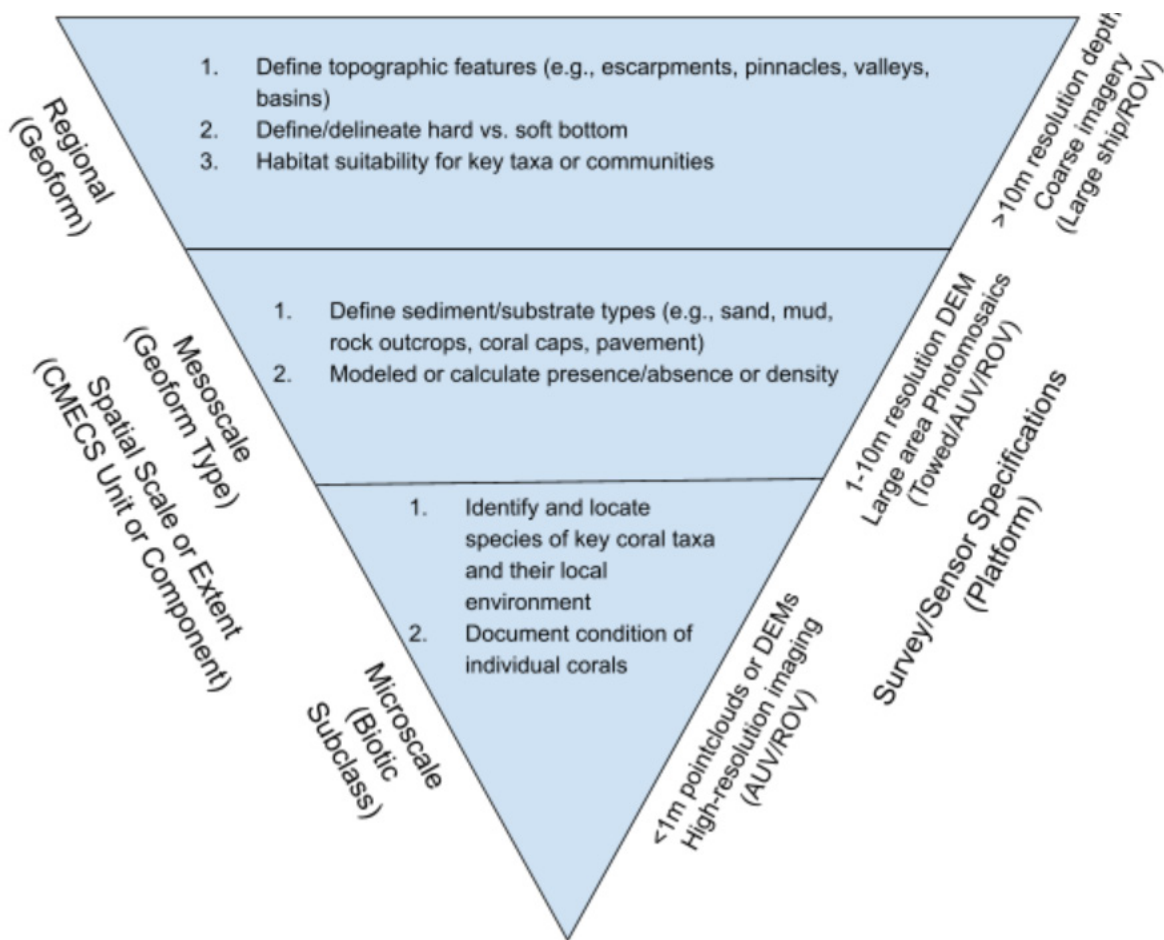 1. Define topographic features (e.g., escarpments, pinnacles, valleys,
basins)
2. Define/delineate hard vs. soft bottom
3. Habitat suitability for key taxa or communities
Regional
(Geoform)
>10m resolution depth
Coarse imagery
(Large ship/ROV)
1. Define sediment/substrate types (e.g., sand, mud,
rock outcrops, coral caps, pavement)
2. Modeled or calculate presence/absence or density
Mesoscale
(Geoform Type)
Spatial Scale or Extent
(CMECS Unit or Component)
1-10m resolution DEM
Large area Photomosaics
(Towed/AUV/ROV)
Survey/Sensor Specifications
(Platform)
1. Identify and locate
species of key coral taxa
and their local
environment
2. Document condition of
individual corals
Microscale
(Biotic
Subclass)
<1m pointclouds or DEMs
High-resolution imaging
(AUV/ROV)